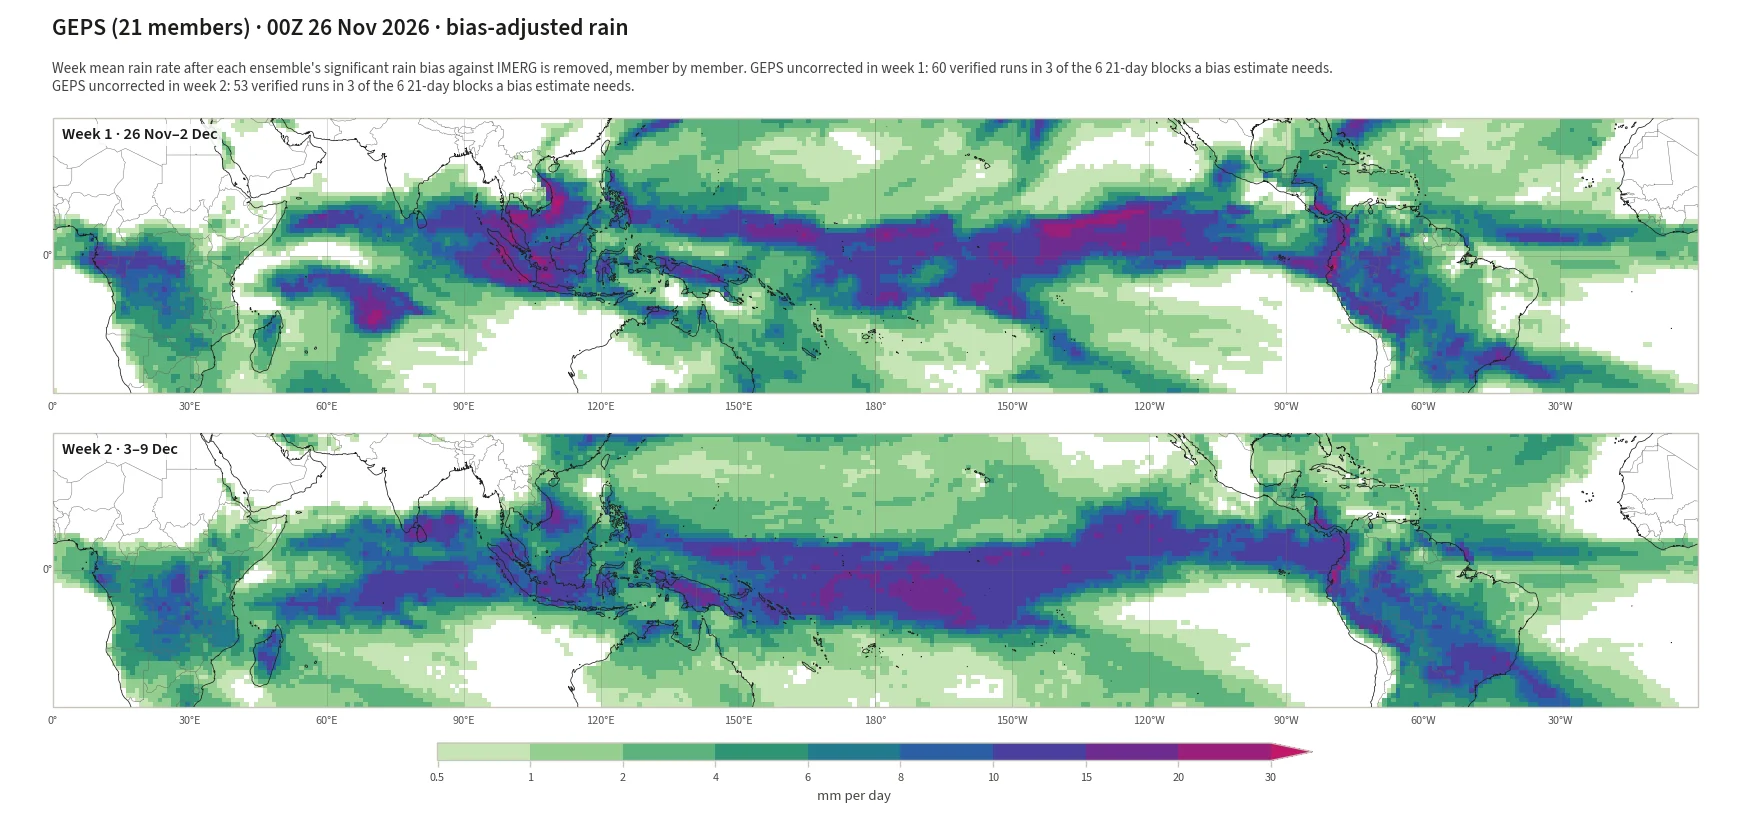 GEPS (21 members) · 00Z 26 Nov 2026 · bias-adjusted rain
Week mean rain rate after each ensemble's significant rain bias against IMERG is removed, member by member. GEPS uncorrected in week 1: 60 verified runs in 3 of the 6 21-day blocks a bias estimate needs.
GEPS uncorrected in week 2: 53 verified runs in 3 of the 6 21-day blocks a bias estimate needs.
Week 1 · 26 Nov–2 Dec
0°
0° 30°E 60°E 90°E 120°E 150°E 180° 150°W 120°W 90°W 60°W 30°W
Week 2 · 3–9 Dec
0°
0° 30°E 60°E 90°E 120°E 150°E 180° 150°W 120°W 90°W 60°W 30°W
0.5 1 2 4 6 8 10 15 20 30
mm per day